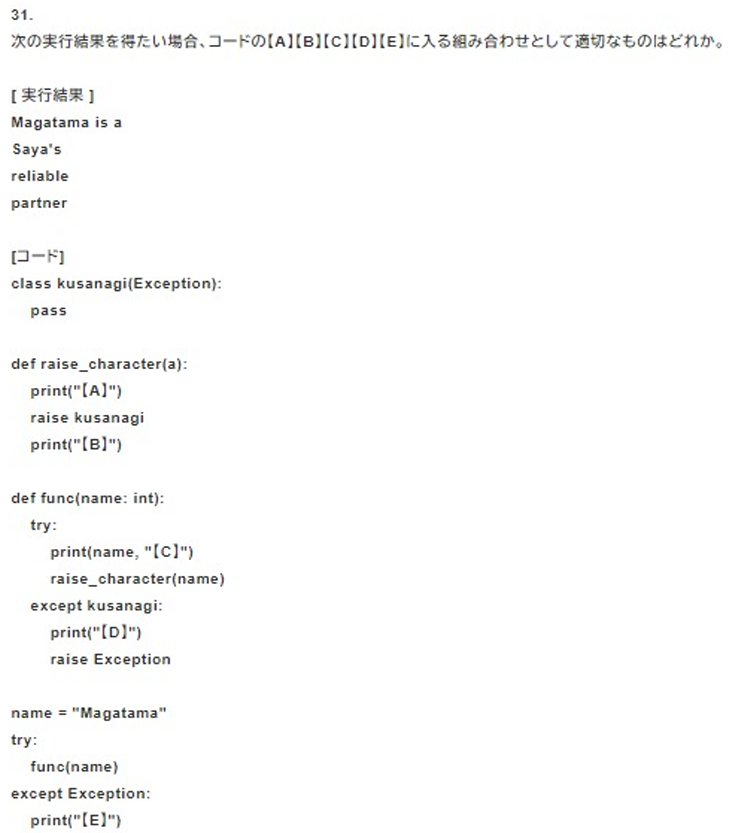 31.
次の実行結果を得たい場合、コードの【A】【B】【C】【D】【E】に入る組み合わせとして適切なものはどれか。
[ 実行結果 ]
Magatama is a
Saya's
reliable
partner
[コード]
class kusanagi(Exception):
    pass
def raise_character(a):
    print("【A】")
    raise kusanagi
    print("【B】")
def func(name: int):
    try:
        print(name, "【C】")
        raise_character(name)
    except kusanagi:
        print("【D】")
        raise Exception
name = "Magatama"
try:
    func(name)
except Exception:
    print("【E】")